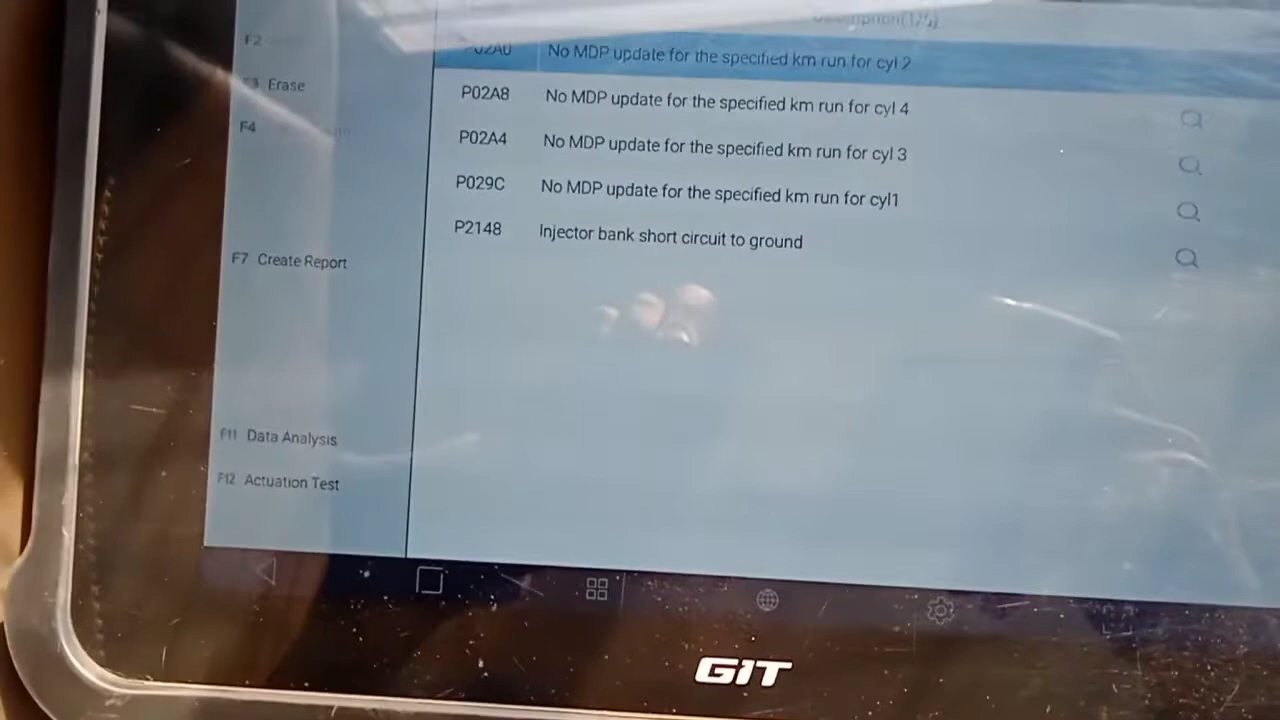 F2
P02A0 No MDP update for the specified km run for cyl 2
F3 Erase
P02A8 No MDP update for the specified km run for cyl 4
F4
P02A4 No MDP update for the specified km run for cyl 3
P029C No MDP update for the specified km run for cyl1
P2148 Injector bank short circuit to ground
F7 Create Report
F11 Data Analysis
F12 Actuation Test
GIT